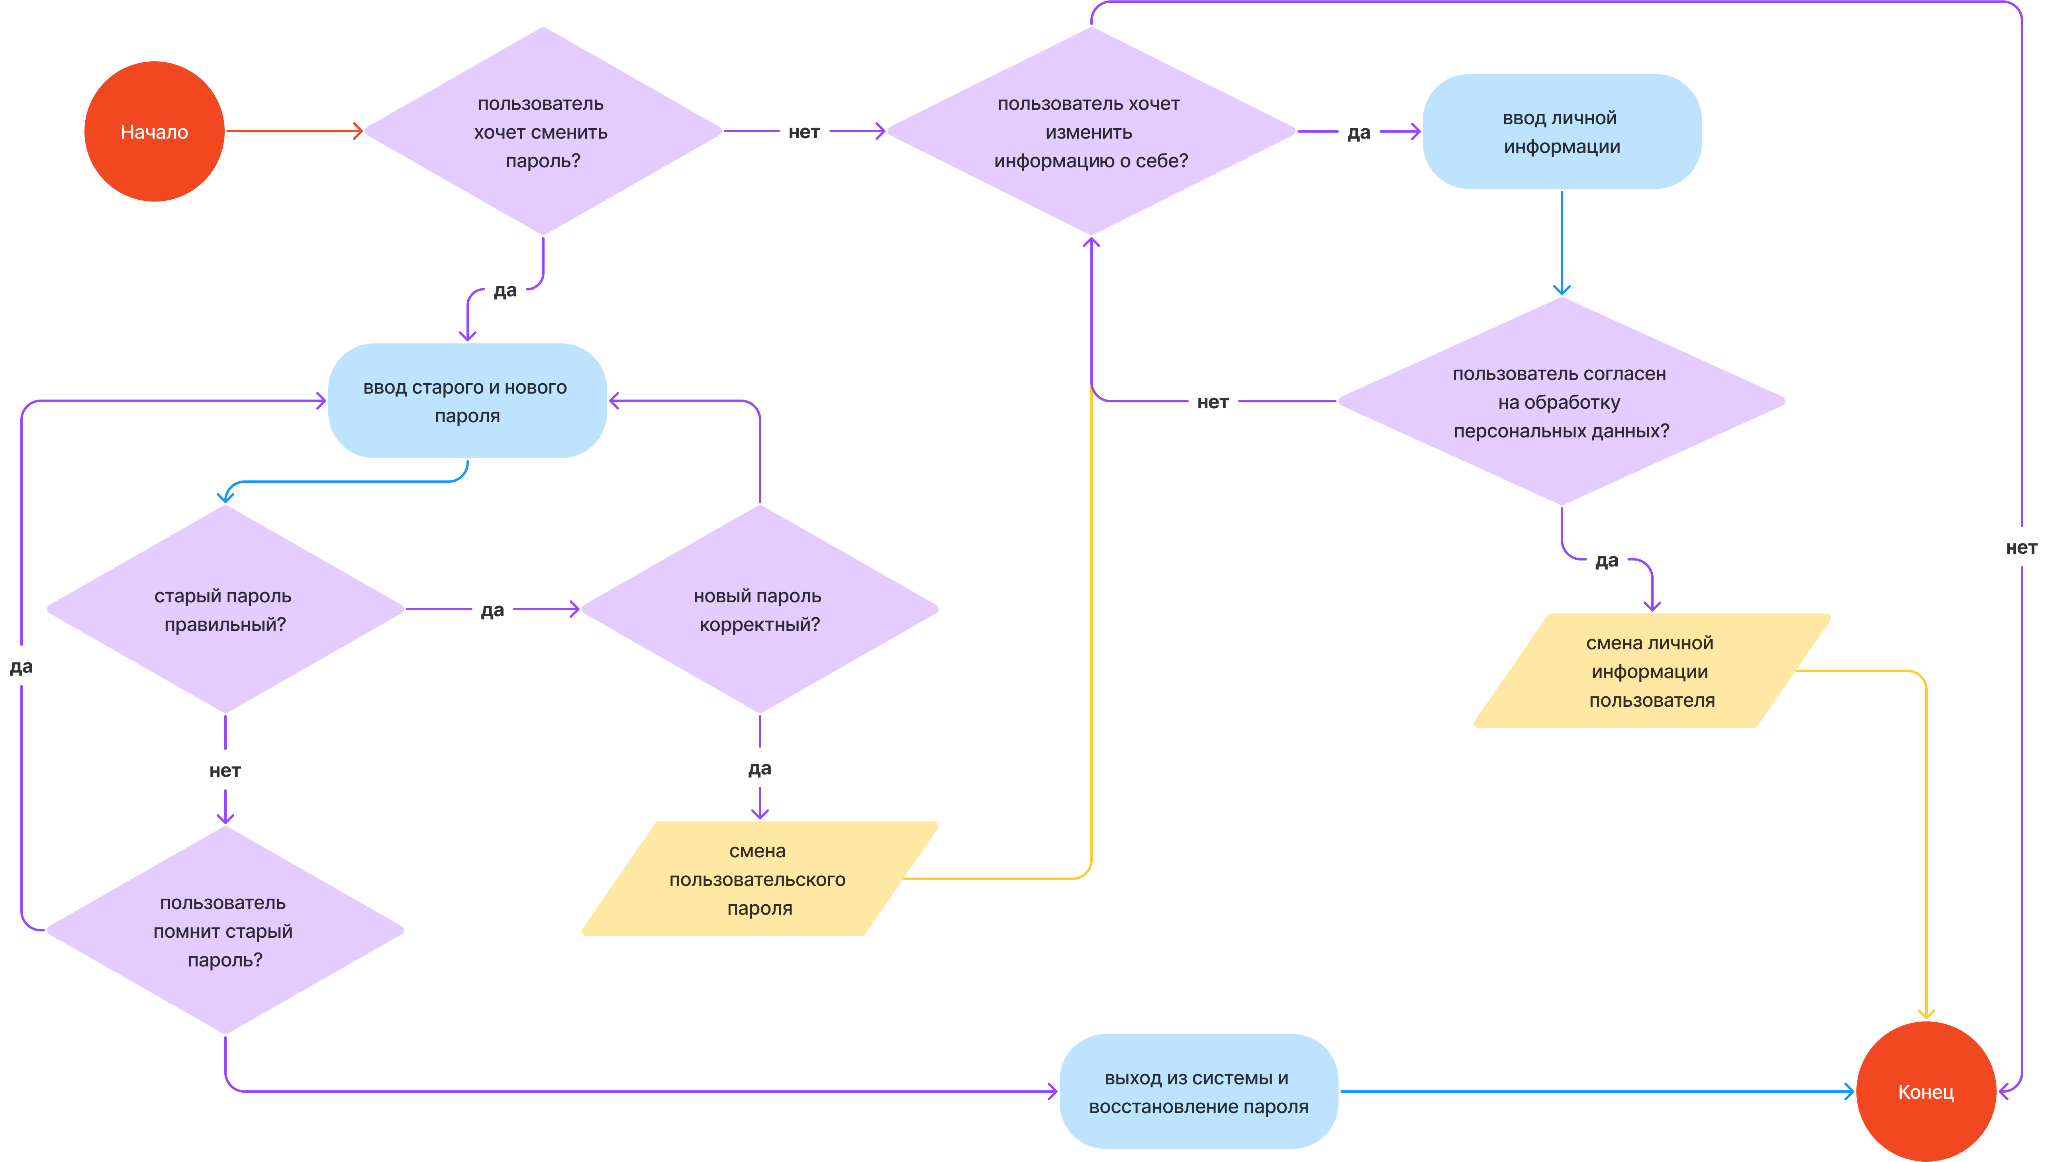 Начало
пользователь
хочет сменить
пароль?
нет
пользователь хочет
изменить
информацию о себе?
да
ввод личной
информации
да
ввод старого и нового
пароля
пользователь согласен
на обработку
персональных данных?
нет
нет
да
старый пароль
правильный?
да
новый пароль
корректный?
да
смена личной
информации
пользователя
нет
да
смена
пользовательского
пароля
пользователь
помнит старый
пароль?
выход из системы и
восстановление пароля
Конец